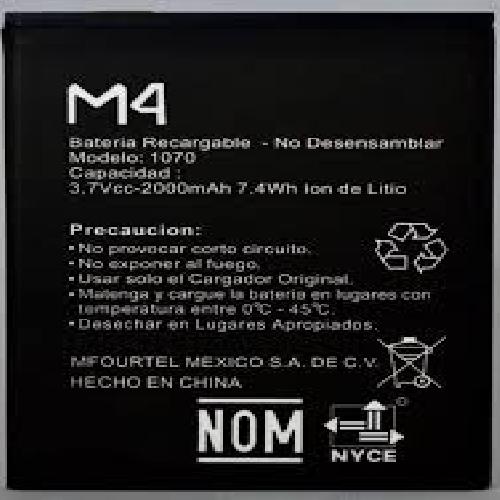 M4
Bateria Recargable - No Desensamblar
Modelo: 1070
Capacidad :
3.7Vcc-2000mAh 7.4Wh Ion de Litio
Precaucion:
• No provocar corto circuito.
• No exponer al fuego.
• Usar solo el Cargador Original.
• Matenga y cargue la bateria en lugares con
temperatura entre 0°C - 45°C.
• Desechar en Lugares Apropiados.
MFOURTEL MEXICO S.A. DE C.V.
HECHO EN CHINA
NOM
NYCE